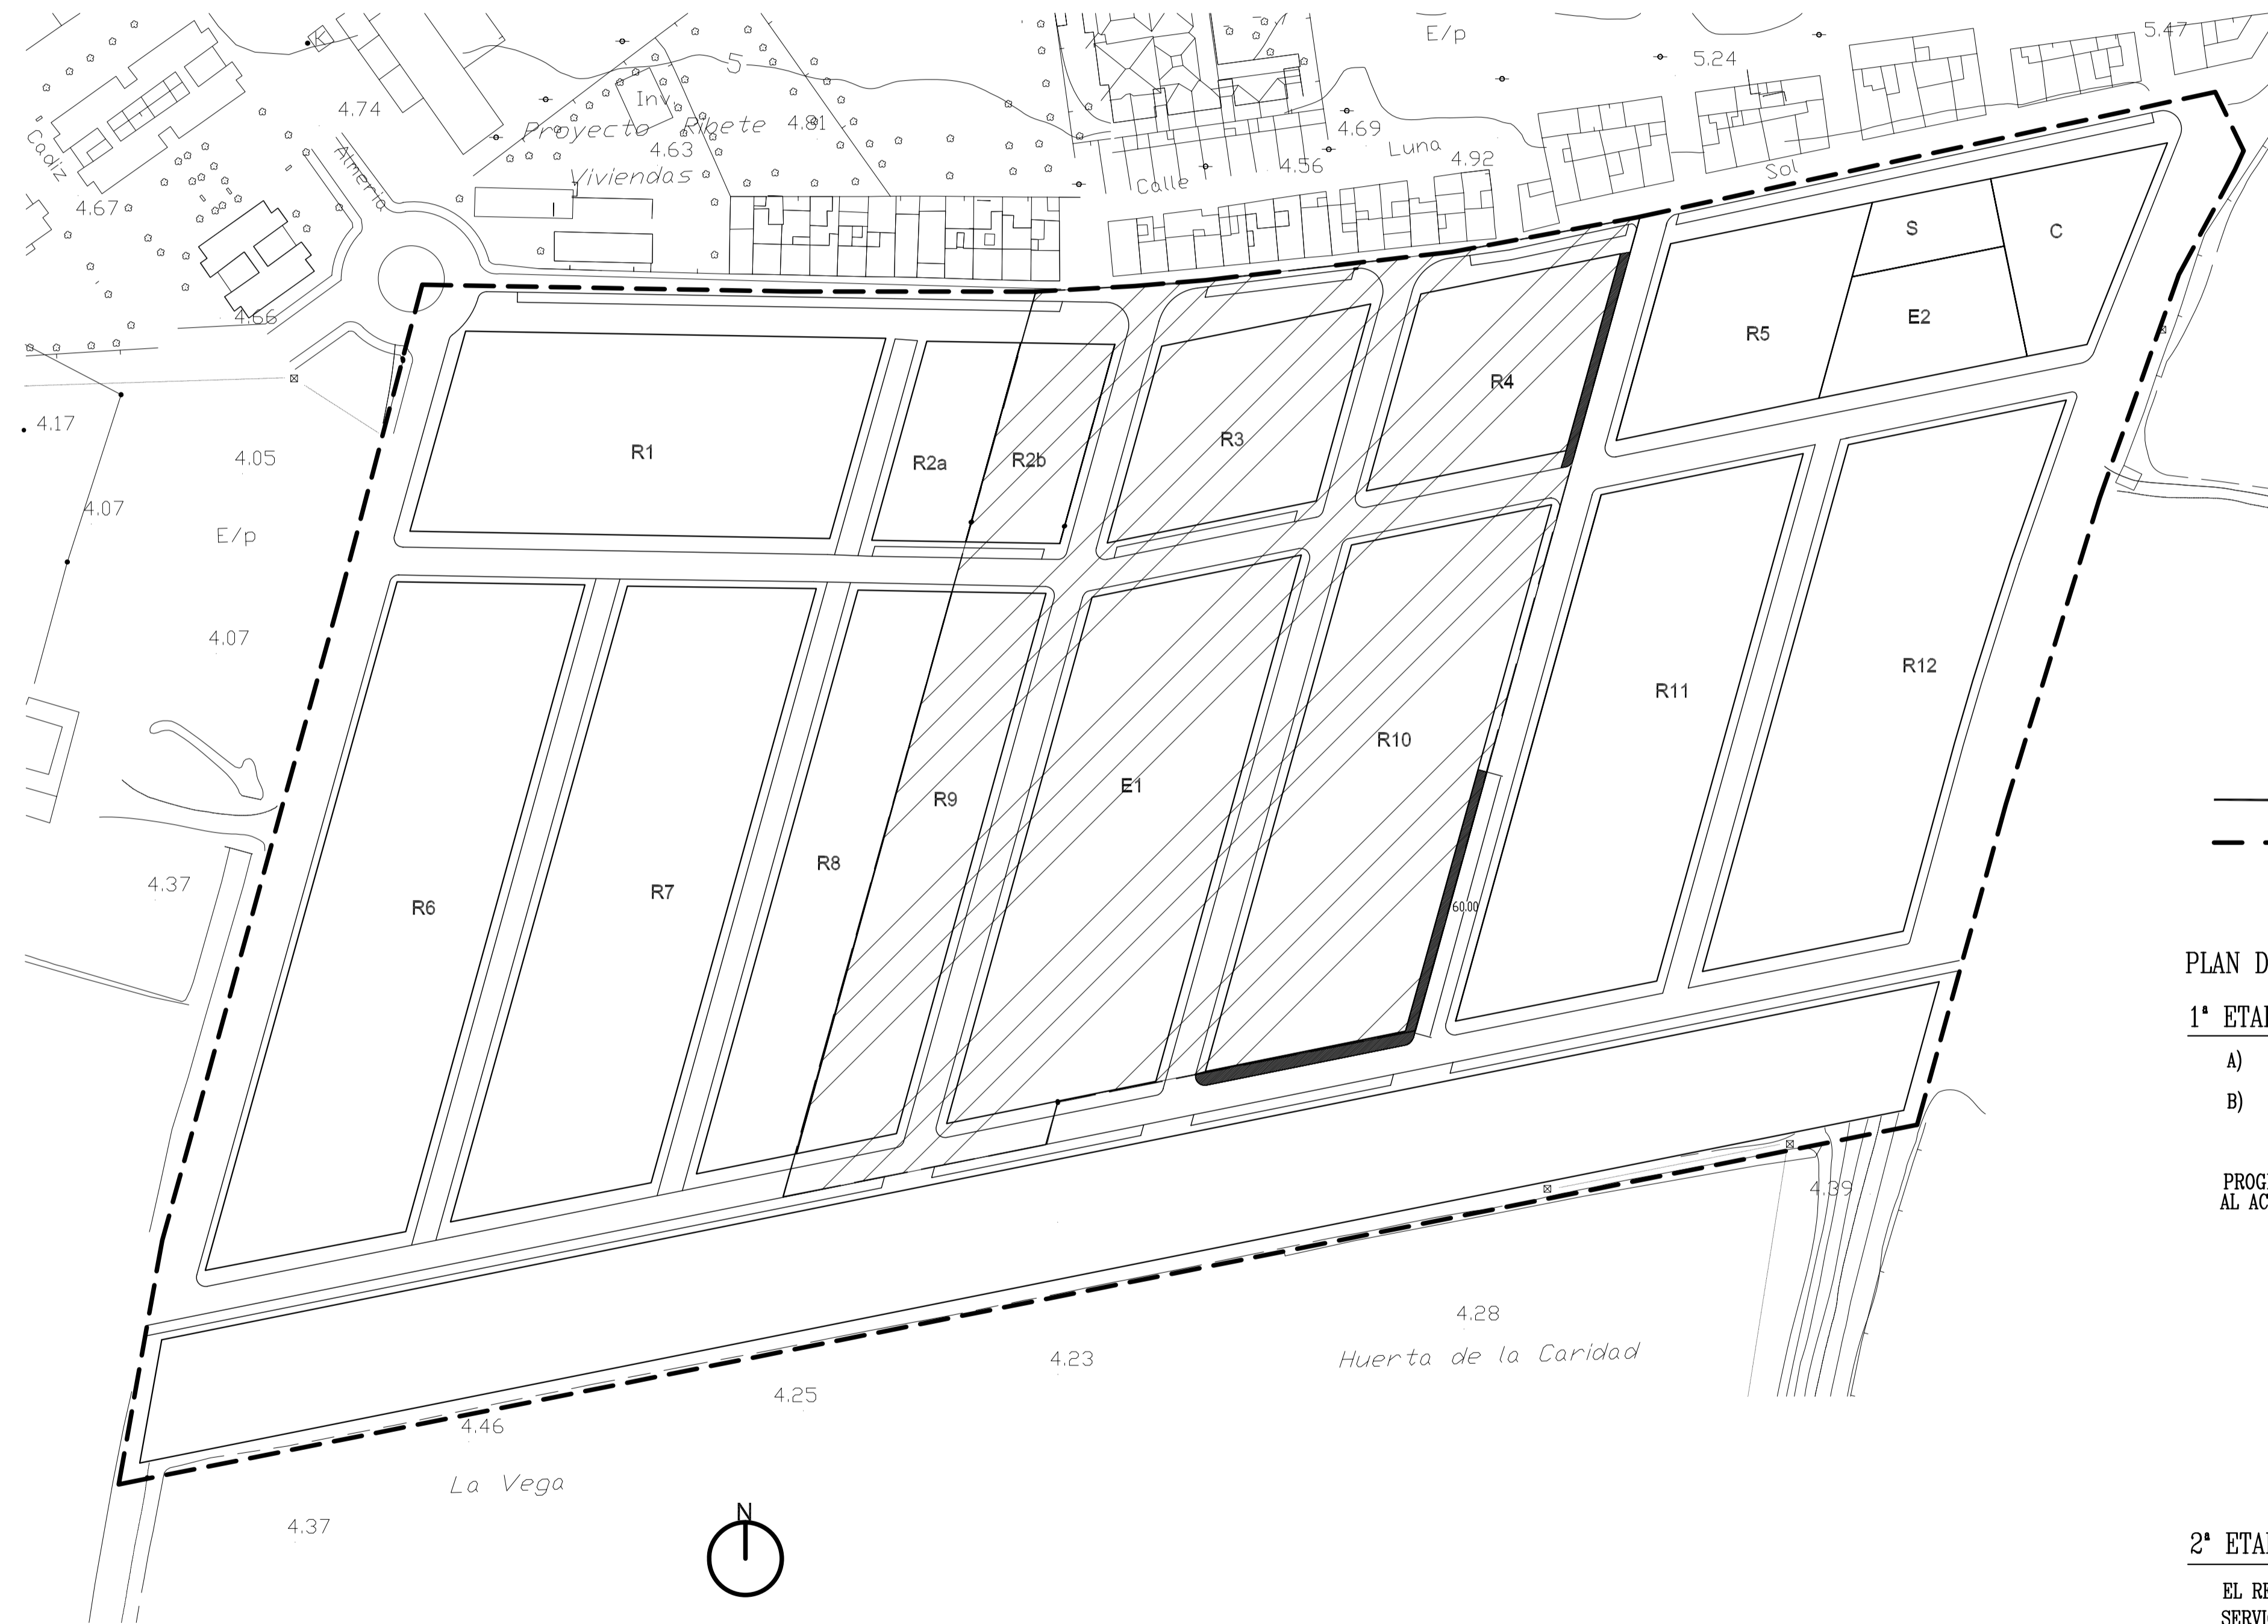 5.47
E/p
K
5.24
5
Inv.
4.74
Proyecto Ribete
4.81
4.69
Cadiz
Almeria
4.63
Luna
4.92
4.56
Viviendas
Calle
Sol
4.67
S
C
4.66
E2
R5
R4
4.17
R3
R1
R2a
R2b
4.05
4.07
E/p
4.07
R12
R11
R10
E1
R9
R8
4.37
R7
R6
60.00
PLAN D
1ª ETA
A)
B)
PROG
AL AC
4.39
4.28
Huerta de la Caridad
4.23
4.25
4.46
La Vega
4.37
N
2ª ETA
EL RE
SERVI